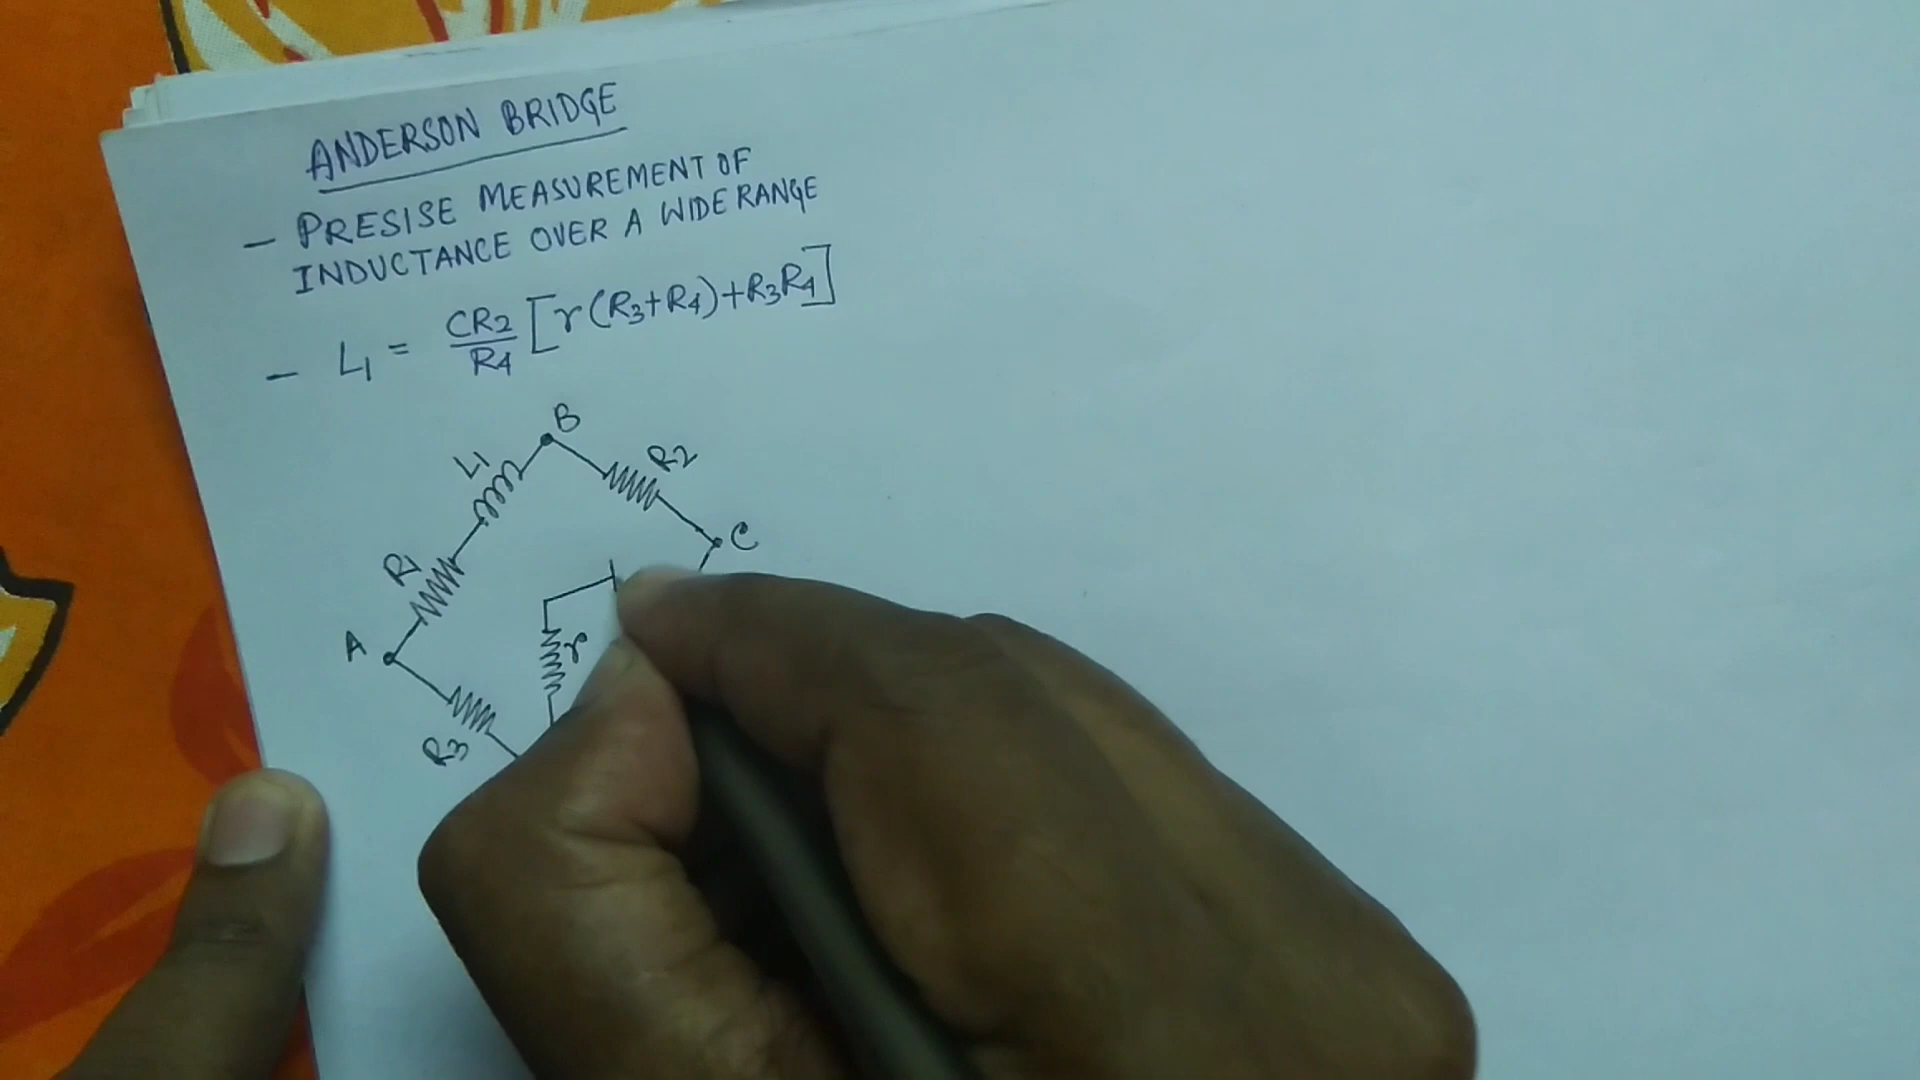 ANDERSON BRIDGE
- PRESISE MEASUREMENT OF
INDUCTANCE OVER A WIDE RANGE
- L1 = CR2/R4 [r(R3+R4)+R3R4]
B
L1
R2
C
R1
A
r
R3